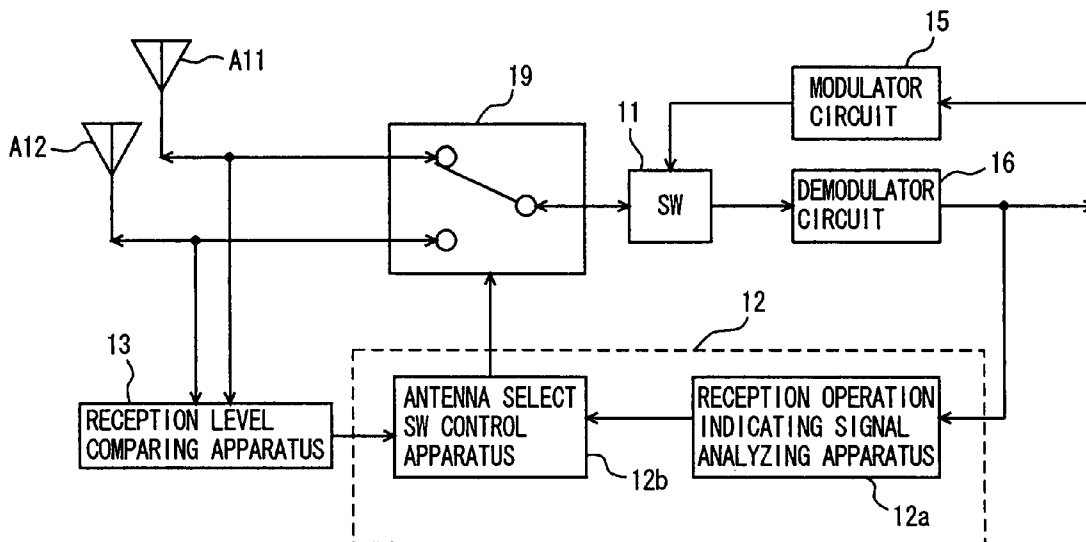 15
A11
19
MODULATOR
CIRCUIT
11
A12
16
SW
DEMODULATOR
CIRCUIT
12
13
ANTENNA SELECT
SW CONTROL
APPARATUS
RECEPTION OPERATION
INDICATING SIGNAL
ANALYZING APPARATUS
RECEPTION LEVEL
COMPARING APPARATUS
12b
12a